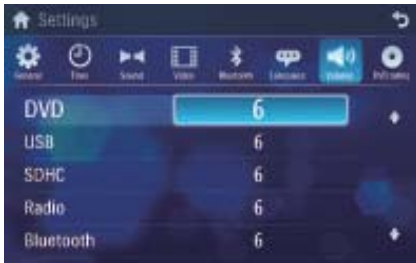 Settings
General Time Sound Video Bluetooth Language Volume
DVD 6
USB 6
SDHC 6
Radio 6
Bluetooth 6